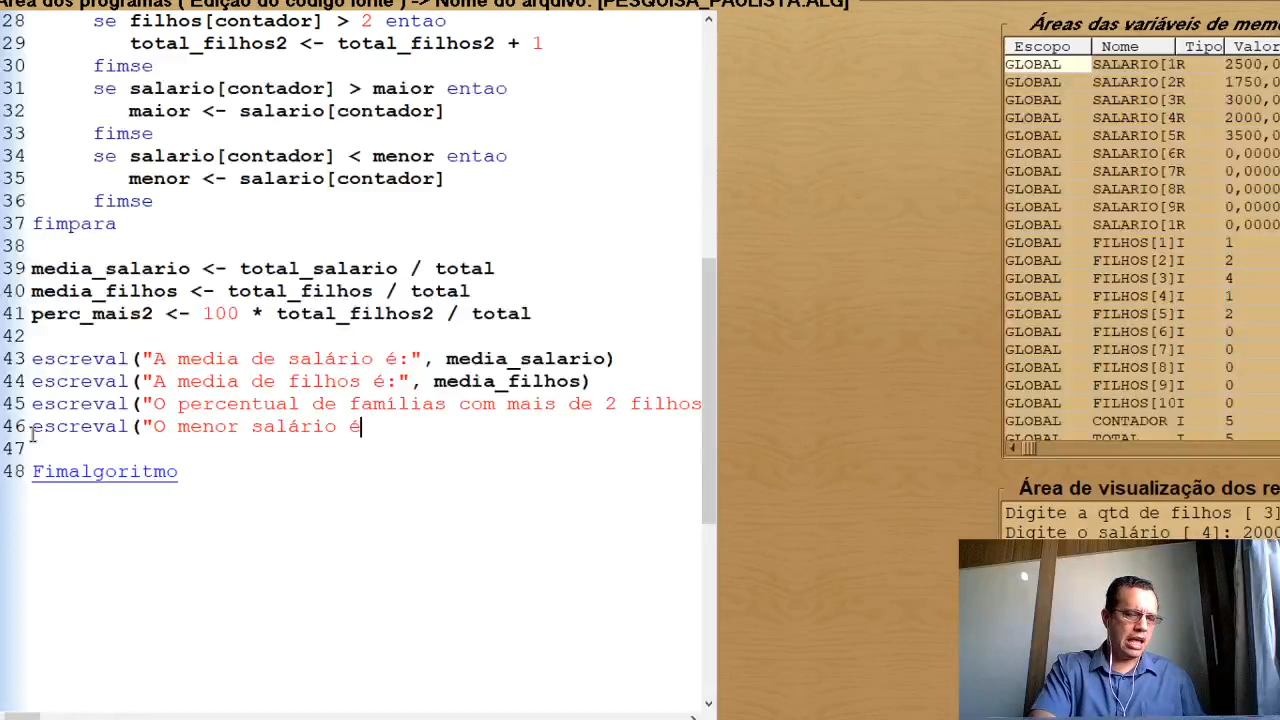 Area dos programas ( Edição do código fonte ) -> Nome do arquivo: [PESQUISA_PAULISTA.ALG]
28 se filhos[contador] > 2 entao
29 total_filhos2 <- total_filhos2 + 1
30 fimse
31 se salario[contador] > maior entao
32 maior <- salario[contador]
33 fimse
34 se salario[contador] < menor entao
35 menor <- salario[contador]
36 fimse
37 fimpara
38
39 media_salario <- total_salario / total
40 media_filhos <- total_filhos / total
41 perc_mais2 <- 100 * total_filhos2 / total
42
43 escreval("A media de salário é:", media_salario)
44 escreval("A media de filhos é:", media_filhos)
45 escreval("O percentual de famílias com mais de 2 filhos
46 escreval("O menor salário é
47
48 Fimalgoritmo
Áreas das variáveis de mem
Escopo Nome Tipo Valor
GLOBAL SALARIO[1R 2500,0
GLOBAL SALARIO[2R 1750,0
GLOBAL SALARIO[3R 3000,0
GLOBAL SALARIO[4R 2000,0
GLOBAL SALARIO[5R 3500,0
GLOBAL SALARIO[6R 0,0000
GLOBAL SALARIO[7R 0,0000
GLOBAL SALARIO[8R 0,0000
GLOBAL SALARIO[9R 0,0000
GLOBAL SALARIO[1R 0,0000
GLOBAL FILHOS[1]I 1
GLOBAL FILHOS[2]I 2
GLOBAL FILHOS[3]I 4
GLOBAL FILHOS[4]I 1
GLOBAL FILHOS[5]I 2
GLOBAL FILHOS[6]I 0
GLOBAL FILHOS[7]I 0
GLOBAL FILHOS[8]I 0
GLOBAL FILHOS[9]I 0
GLOBAL FILHOS[10I 0
GLOBAL CONTADOR I 5
GLOBAL TOTAL I 5
Área de visualização dos re
Digite a qtd de filhos [ 3]
Digite o salário [ 4]: 2000